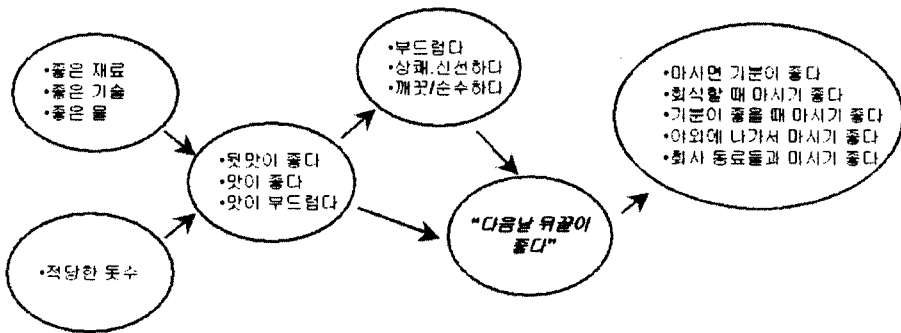 •좋은 재료
•좋은 기술
•좋은 물
•적당한 돗수
•뒷맛이 좋다
•맛이 좋다
•맛이 부드럽다
•부드럽다
•상쾌.신선하다
•깨끗/순수하다
"다음날 뒤끝이
좋다"
•마시면 기분이 좋다
•회식할 때 마시기 좋다
•기분이 좋을 때 마시기 좋다
•야외에 나가서 마시기 좋다
•회사 동료들과 마시기 좋다